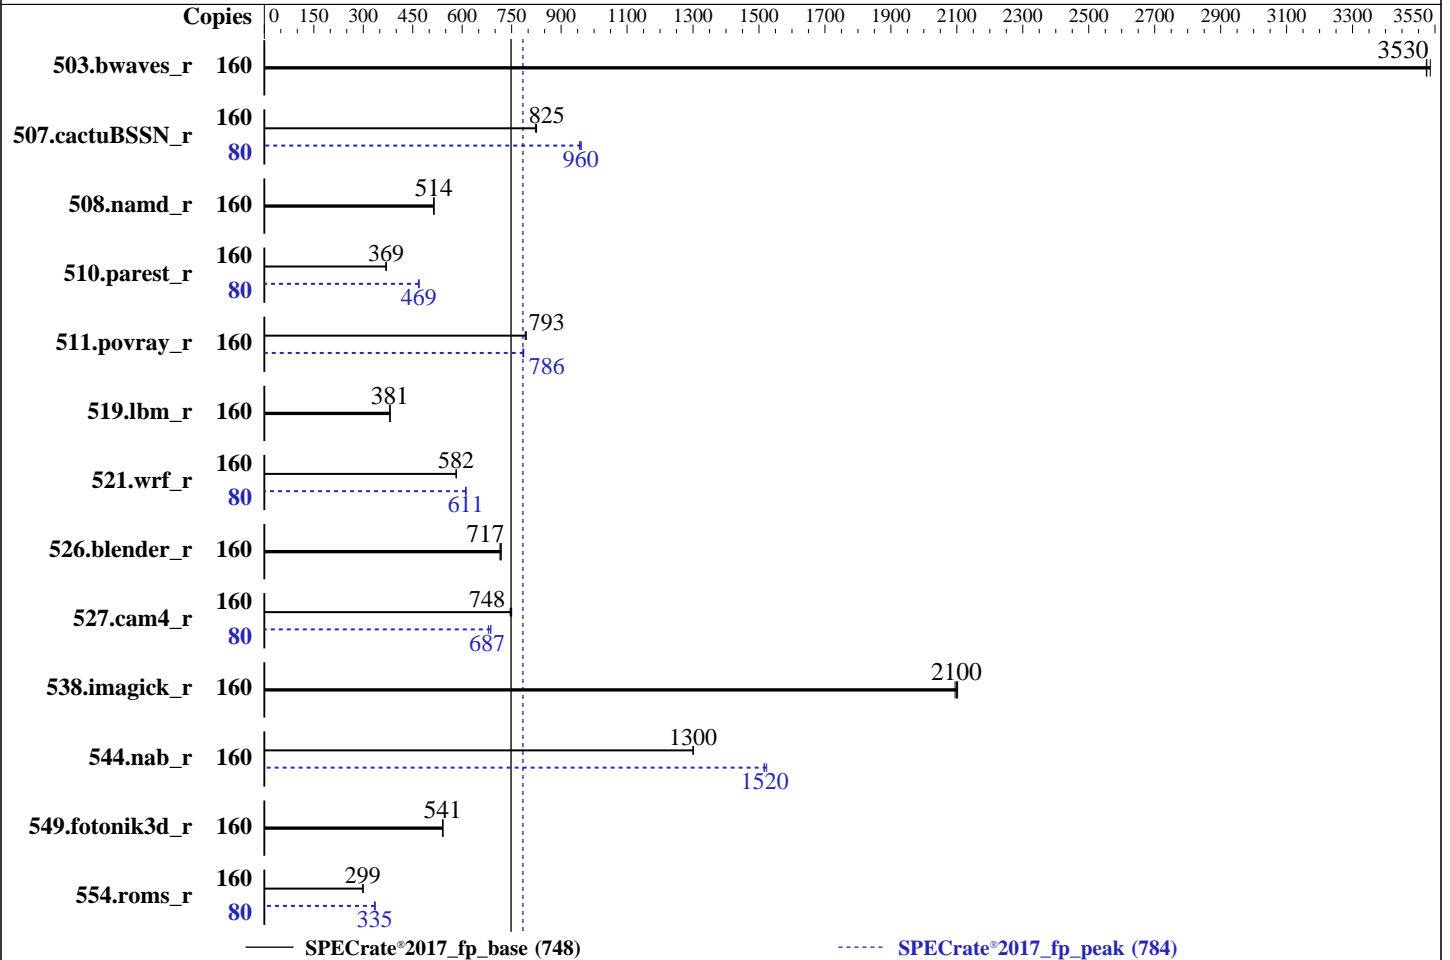 Copies 0 150 300 450 600 750 900 1100 1300 1500 1700 1900 2100 2300 2500 2700 2900 3100 3300 3550
503.bwaves_r 160 3530
507.cactuBSSN_r 160 825
80 960
508.namd_r 160 514
510.parest_r 160 369
80 469
511.povray_r 160 793
786
519.lbm_r 160 381
521.wrf_r 160 582
80 611
526.blender_r 160 717
527.cam4_r 160 748
80 687
538.imagick_r 160 2100
544.nab_r 160 1300
1520
549.fotonik3d_r 160 541
554.roms_r 160 299
80 335
SPECrate®2017_fp_base (748) SPECrate®2017_fp_peak (784)